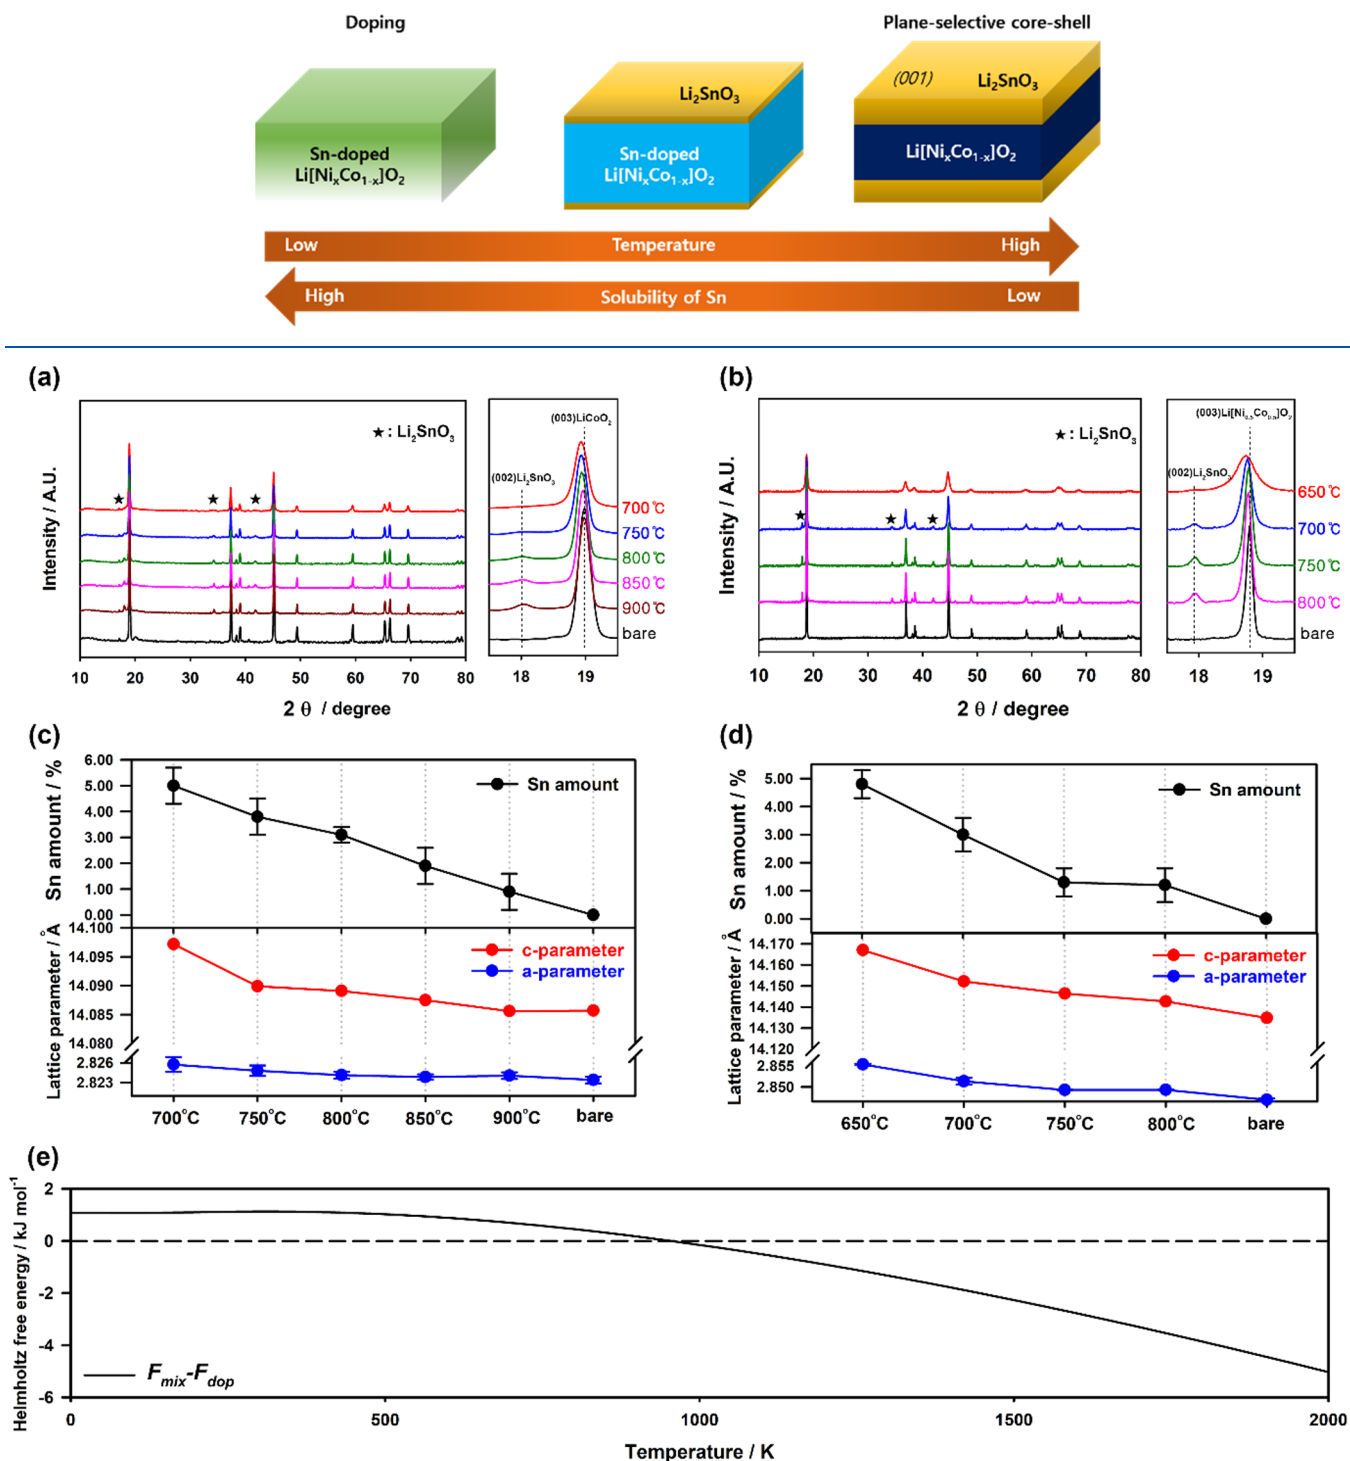 Doping
Plane-selective core-shell
Li₂SnO₃
(001) Li₂SnO₃
Sn-doped
Li[NiₓCo₁₋ₓ]O₂
Sn-doped
Li[NiₓCo₁₋ₓ]O₂
Li[NiₓCo₁₋ₓ]O₂
Low Temperature High
High Solubility of Sn Low
(a)
★: Li₂SnO₃
(003)LiCoO₂
(002)Li₂SnO₃
700℃
750℃
800℃
850℃
900℃
bare
Intensity / A.U.
10 20 30 40 50 60 70 80
18 19
2 θ / degree
(b)
★: Li₂SnO₃
(003)Li[Ni₀.₅Co₀.₅]O₂
(002)Li₂SnO₃
650℃
700℃
750℃
800℃
bare
Intensity / A.U.
10 20 30 40 50 60 70 80
18 19
2 θ / degree
(c)
Sn amount / %
6.00
5.00
4.00
3.00
2.00
1.00
0.00
Sn amount
Lattice parameter / Å
14.100
14.095
14.090
14.085
14.080
2.826
2.823
c-parameter
a-parameter
700°C 750°C 800°C 850°C 900°C bare
(d)
Sn amount / %
5.00
4.00
3.00
2.00
1.00
0.00
Sn amount
Lattice parameter / Å
14.170
14.160
14.150
14.140
14.130
14.120
2.855
2.850
c-parameter
a-parameter
650°C 700°C 750°C 800°C bare
(e)
Helmholtz free energy / kJ mol⁻¹
2
0
-2
-4
-6
F_mix-F_dop
0 500 1000 1500 2000
Temperature / K